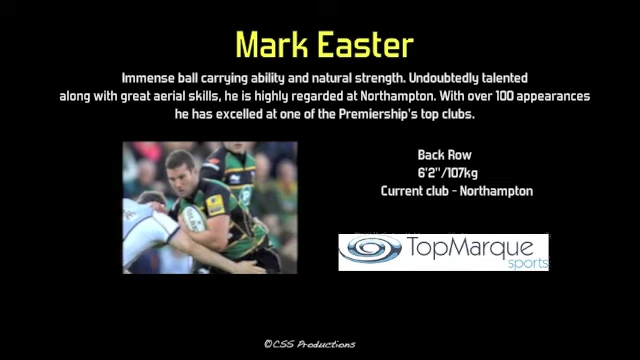 Mark Easter
Immense ball carrying ability and natural strength. Undoubtedly talented
along with great aerial skills, he is highly regarded at Northampton. With over 100 appearances
he has excelled at one of the Premiership's top clubs.
Back Row
6'2"/107kg
Current club - Northampton
TopMarque
sports
©CSS Productions